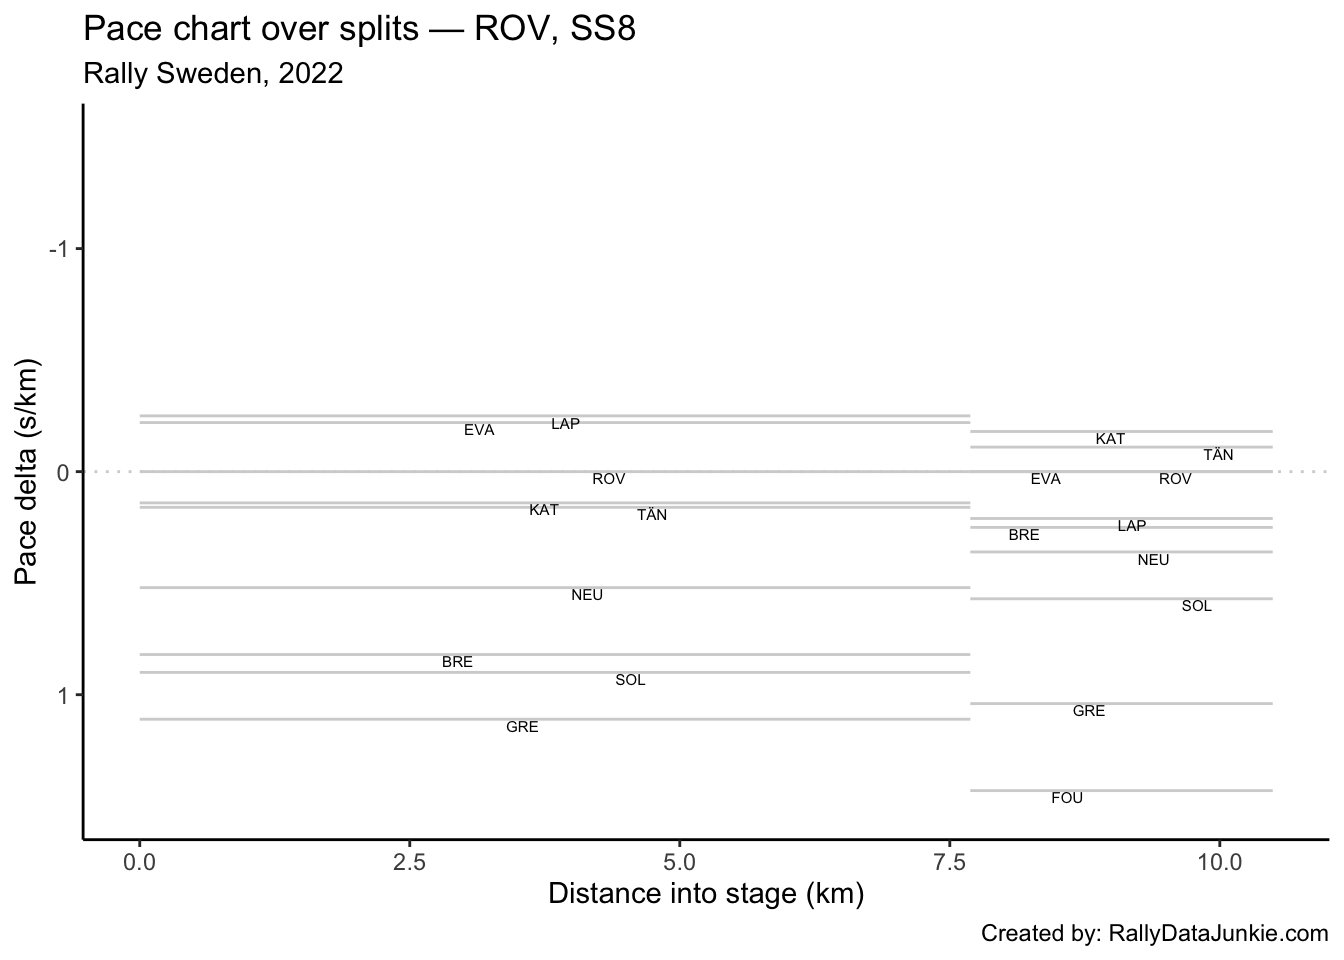 Pace chart over splits — ROV, SS8
Rally Sweden, 2022
Pace delta (s/km)
-1
0
1
EVA
LAP
ROV
KAT
TÄN
NEU
BRE
SOL
GRE
KAT
TÄN
EVA
ROV
LAP
BRE
NEU
SOL
GRE
FOU
0.0 2.5 5.0 7.5 10.0
Distance into stage (km)
Created by: RallyDataJunkie.com